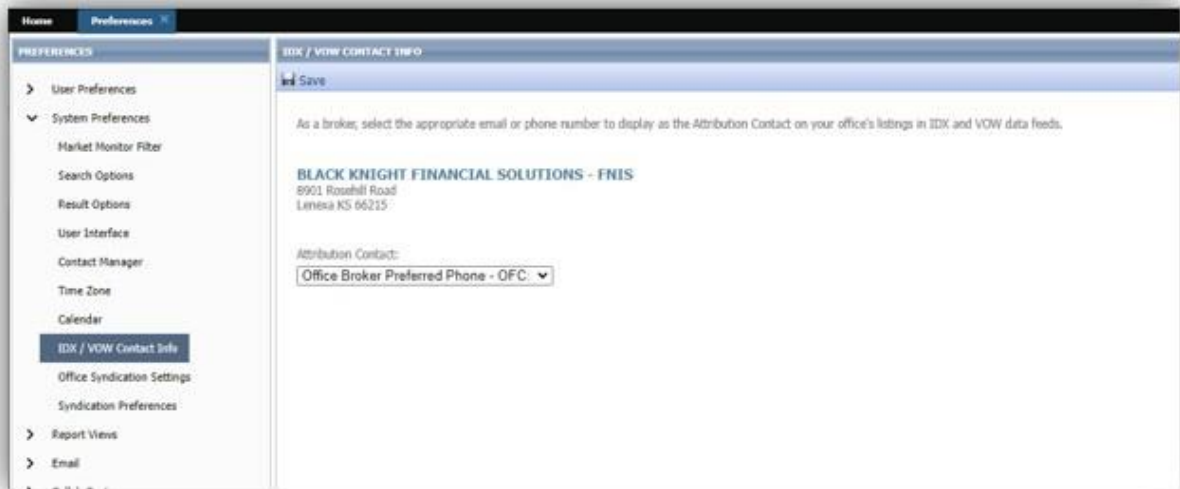 Home Preferences
PREFERENCES
IDX / VOW CONTACT INFO
Save
User Preferences
System Preferences
Market Monitor Filter
Search Options
Result Options
User Interface
Contact Manager
Time Zone
Calendar
IDX / VOW Contact Info
Office Syndication Settings
Syndication Preferences
Report Views
Email
As a broker, select the appropriate email or phone number to display as the Attribution Contact on your office's listings in IDX and VOW data feeds.
BLACK KNIGHT FINANCIAL SOLUTIONS - FNIS
8901 Rosehill Road
Lenexa KS 66215
Attribution Contact:
Office Broker Preferred Phone - OFC